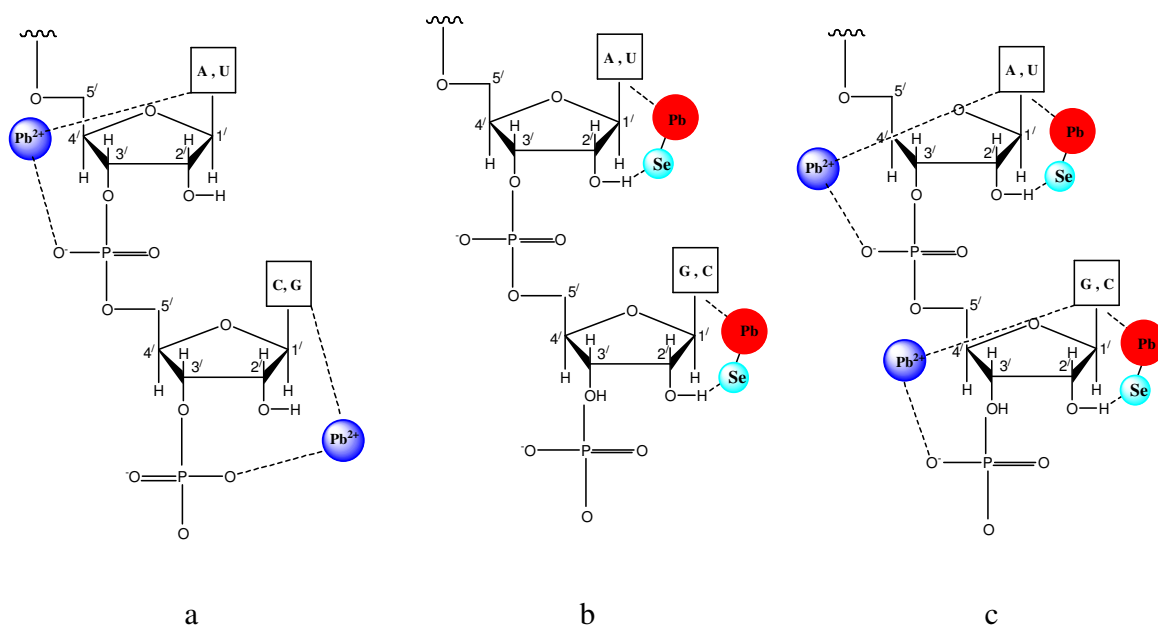 A , U
O
5/
O
Pb2+
4/
H
H
1/
3/
2/
H
H
O
O H
O- P O
C, G
O
5/
O
4/
H
H
1/
3/
2/
H
H
O
O H
Pb2+
-O P O
O
a
A , U
5/
O
O
Pb
4/
H
H
1/
3/
2/
Se
H
H
O
O H
-O P O
G , C
O
5/
O
Pb
4/
H
H
1/
3/
2/
Se
H
H
OH
O H
-O P O
O
b
A , U
5/
O
O
Pb
4/
H
H
1/
Pb2+
3/
2/
Se
H
H
O
O H
O- P O
G , C
O
5/
O
Pb
Pb2+
4/
H
H
1/
3/
2/
Se
H
H
OH
O H
O- P O
O
c